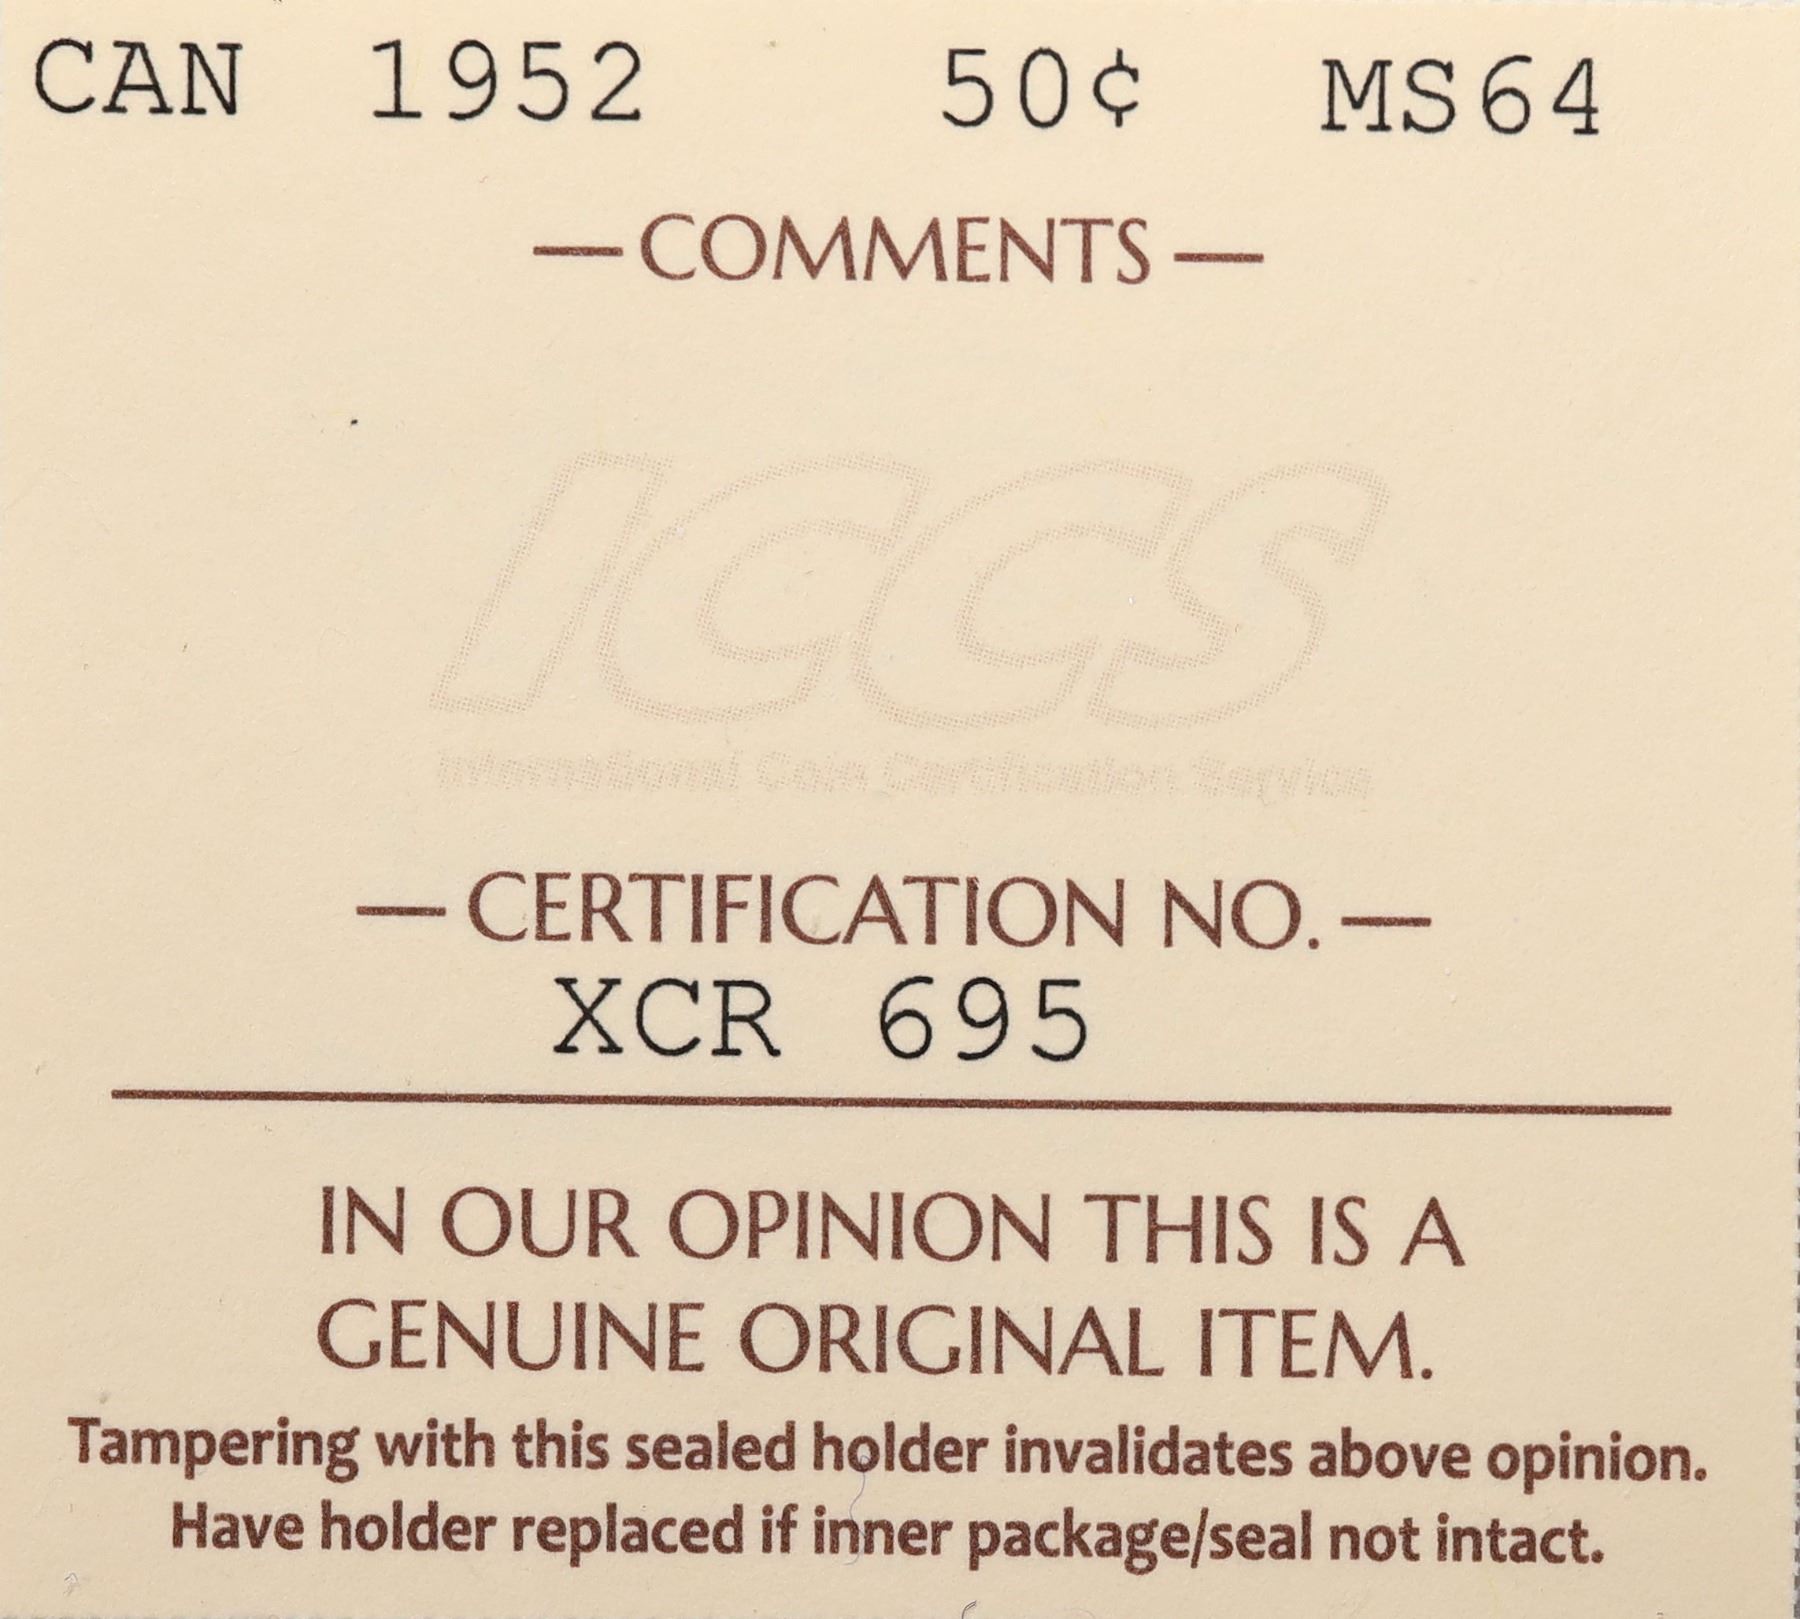 CAN 1952 50¢ MS64
— COMMENTS —
ICCS
International Coin Certification Service
— CERTIFICATION NO. —
XCR 695
IN OUR OPINION THIS IS A
GENUINE ORIGINAL ITEM.
Tampering with this sealed holder invalidates above opinion.
Have holder replaced if inner package/seal not intact.